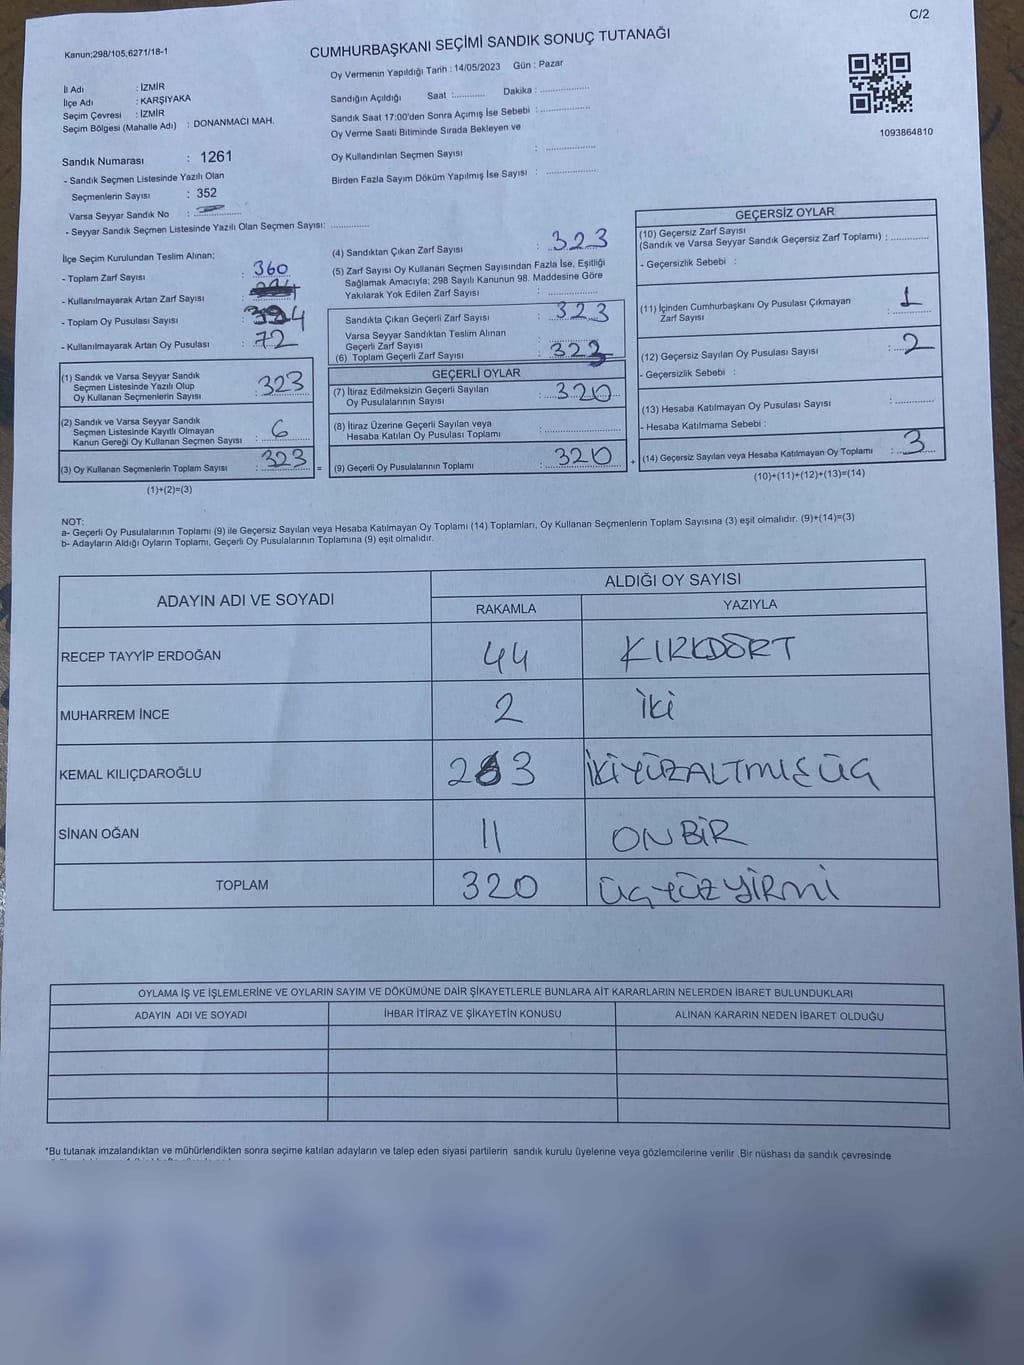 C/2
Kanun;298/105;6271/18-1
CUMHURBAŞKANI SEÇİMİ SANDIK SONUÇ TUTANAĞI
Oy Vermenin Yapıldığı Tarih : 14/05/2023 Gün : Pazar
İl Adı : İZMİR
İlçe Adı : KARŞIYAKA
Seçim Çevresi : İZMİR
Seçim Bölgesi (Mahalle Adı) : DONANMACI MAH.
Sandığın Açıldığı Saat :............ Dakika : ....................
Sandık Saat 17:00'den Sonra Açımış İse Sebebi : ....................
Oy Verme Saati Bitiminde Sırada Bekleyen ve
Oy Kullandırılan Seçmen Sayısı : ....................
Birden Fazla Sayım Döküm Yapılmış İse Sayısı : ....................
1093864810
Sandık Numarası : 1261
- Sandık Seçmen Listesinde Yazılı Olan
Seçmenlerin Sayısı : 352
Varsa Seyyar Sandık No :
- Seyyar Sandık Seçmen Listesinde Yazılı Olan Seçmen Sayısı: ...............
İlçe Seçim Kurulundan Teslim Alınan;
- Toplam Zarf Sayısı : 360
- Kullanılmayarak Artan Zarf Sayısı :
- Toplam Oy Pusulası Sayısı :
- Kullanılmayarak Artan Oy Pusulası : 72
(1) Sandık ve Varsa Seyyar Sandık
Seçmen Listesinde Yazılı Olup
Oy Kullanan Seçmenlerin Sayısı : 323
(2) Sandık ve Varsa Seyyar Sandık
Seçmen Listesinde Kayıtlı Olmayan
Kanun Gereği Oy Kullanan Seçmen Sayısı : 6
(3) Oy Kullanan Seçmenlerin Toplam Sayısı : 323 =
(1)+(2)=(3)
(4) Sandıktan Çıkan Zarf Sayısı : 323
(5) Zarf Sayısı Oy Kullanan Seçmen Sayısından Fazla İse, Eşitliği
Sağlamak Amacıyla; 298 Sayılı Kanunun 98. Maddesine Göre
Yakılarak Yok Edilen Zarf Sayısı : ....................
Sandıkta Çıkan Geçerli Zarf Sayısı : 323
Varsa Seyyar Sandıktan Teslim Alınan
Geçerli Zarf Sayısı :
(6) Toplam Geçerli Zarf Sayısı : 323
GEÇERLİ OYLAR
(7) İtiraz Edilmeksizin Geçerli Sayılan
Oy Pusulalarının Sayısı : 320
(8) İtiraz Üzerine Geçerli Sayılan veya
Hesaba Katılan Oy Pusulası Toplamı : ....................
(9) Geçerli Oy Pusulalarının Toplamı : 320 +
GEÇERSİZ OYLAR
(10) Geçersiz Zarf Sayısı
(Sandık ve Varsa Seyyar Sandık Geçersiz Zarf Toplamı) : ............
- Geçersizlik Sebebi :
(11) İçinden Cumhurbaşkanı Oy Pusulası Çıkmayan
Zarf Sayısı : 1
(12) Geçersiz Sayılan Oy Pusulası Sayısı : 2
- Geçersizlik Sebebi :
(13) Hesaba Katılmayan Oy Pusulası Sayısı : ............
- Hesaba Katılmama Sebebi :
(14) Geçersiz Sayılan veya Hesaba Katılmayan Oy Toplamı : 3
(10)+(11)+(12)+(13)=(14)
NOT:
a- Geçerli Oy Pusulalarının Toplamı (9) ile Geçersiz Sayılan veya Hesaba Katılmayan Oy Toplamı (14) Toplamları, Oy Kullanan Seçmenlerin Toplam Sayısına (3) eşit olmalıdır. (9)+(14)=(3)
b- Adayların Aldığı Oyların Toplamı, Geçerli Oy Pusulalarının Toplamına (9) eşit olmalıdır.
ADAYIN ADI VE SOYADI
ALDIĞI OY SAYISI
RAKAMLA YAZIYLA
RECEP TAYYİP ERDOĞAN 44 KIRKDÖRT
MUHARREM İNCE 2 İki
KEMAL KILIÇDAROĞLU 263 İKİYÜZALTMIŞÜÇ
SİNAN OĞAN 11 ONBİR
TOPLAM 320 ÜÇYÜZYİRMİ
OYLAMA İŞ VE İŞLEMLERİNE VE OYLARIN SAYIM VE DÖKÜMÜNE DAİR ŞİKAYETLERLE BUNLARA AİT KARARLARIN NELERDEN İBARET BULUNDUKLARI
ADAYIN ADI VE SOYADI İHBAR İTİRAZ VE ŞİKAYETİN KONUSU ALINAN KARARIN NEDEN İBARET OLDUĞU
*Bu tutanak imzalandıktan ve mühürlendikten sonra seçime katılan adayların ve talep eden siyasi partilerin sandık kurulu üyelerine veya gözlemcilerine verilir .Bir nüshası da sandık çevresinde